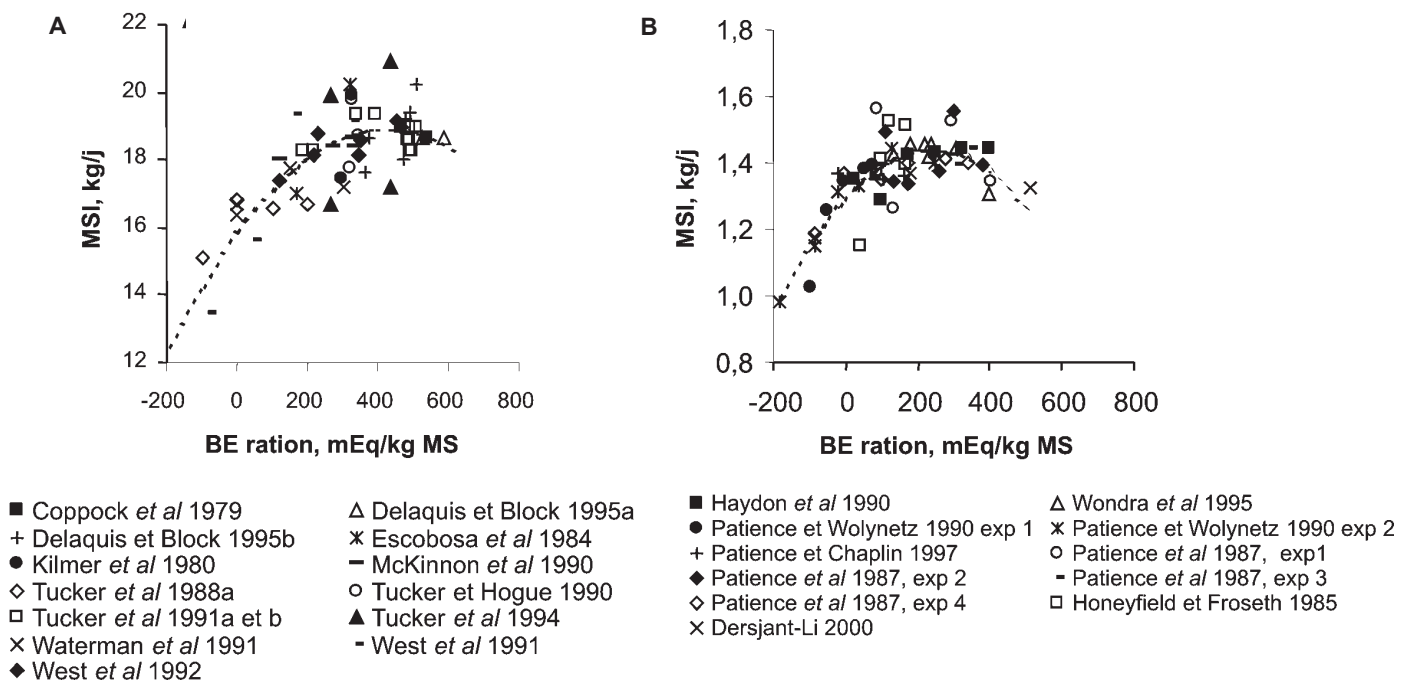 A
22
20
18
16
14
12
MSI, kg/j
-200 0 200 400 600 800
BE ration, mEq/kg MS
B
1,8
1,6
1,4
1,2
1,0
0,8
MSI, kg/j
-200 0 200 400 600 800
BE ration, mEq/kg MS
Coppock et al 1979
Delaquis et Block 1995b
Kilmer et al 1980
Tucker et al 1988a
Tucker et al 1991a et b
Waterman et al 1991
West et al 1992
Delaquis et Block 1995a
Escobosa et al 1984
McKinnon et al 1990
Tucker et Hogue 1990
Tucker et al 1994
West et al 1991
Haydon et al 1990
Patience et Wolynetz 1990 exp 1
Patience et Chaplin 1997
Patience et al 1987, exp 2
Patience et al 1987, exp 4
Dersjant-Li 2000
Wondra et al 1995
Patience et Wolynetz 1990 exp 2
Patience et al 1987, exp1
Patience et al 1987, exp 3
Honeyfield et Froseth 1985